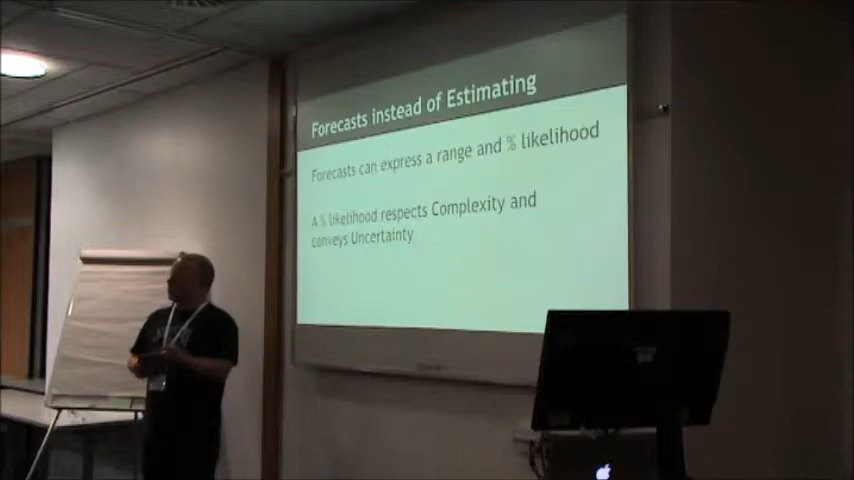 Forecasts instead of Estimating
Forecasts can express a range and % likelihood
A % likelihood respects Complexity and
conveys Uncertainty